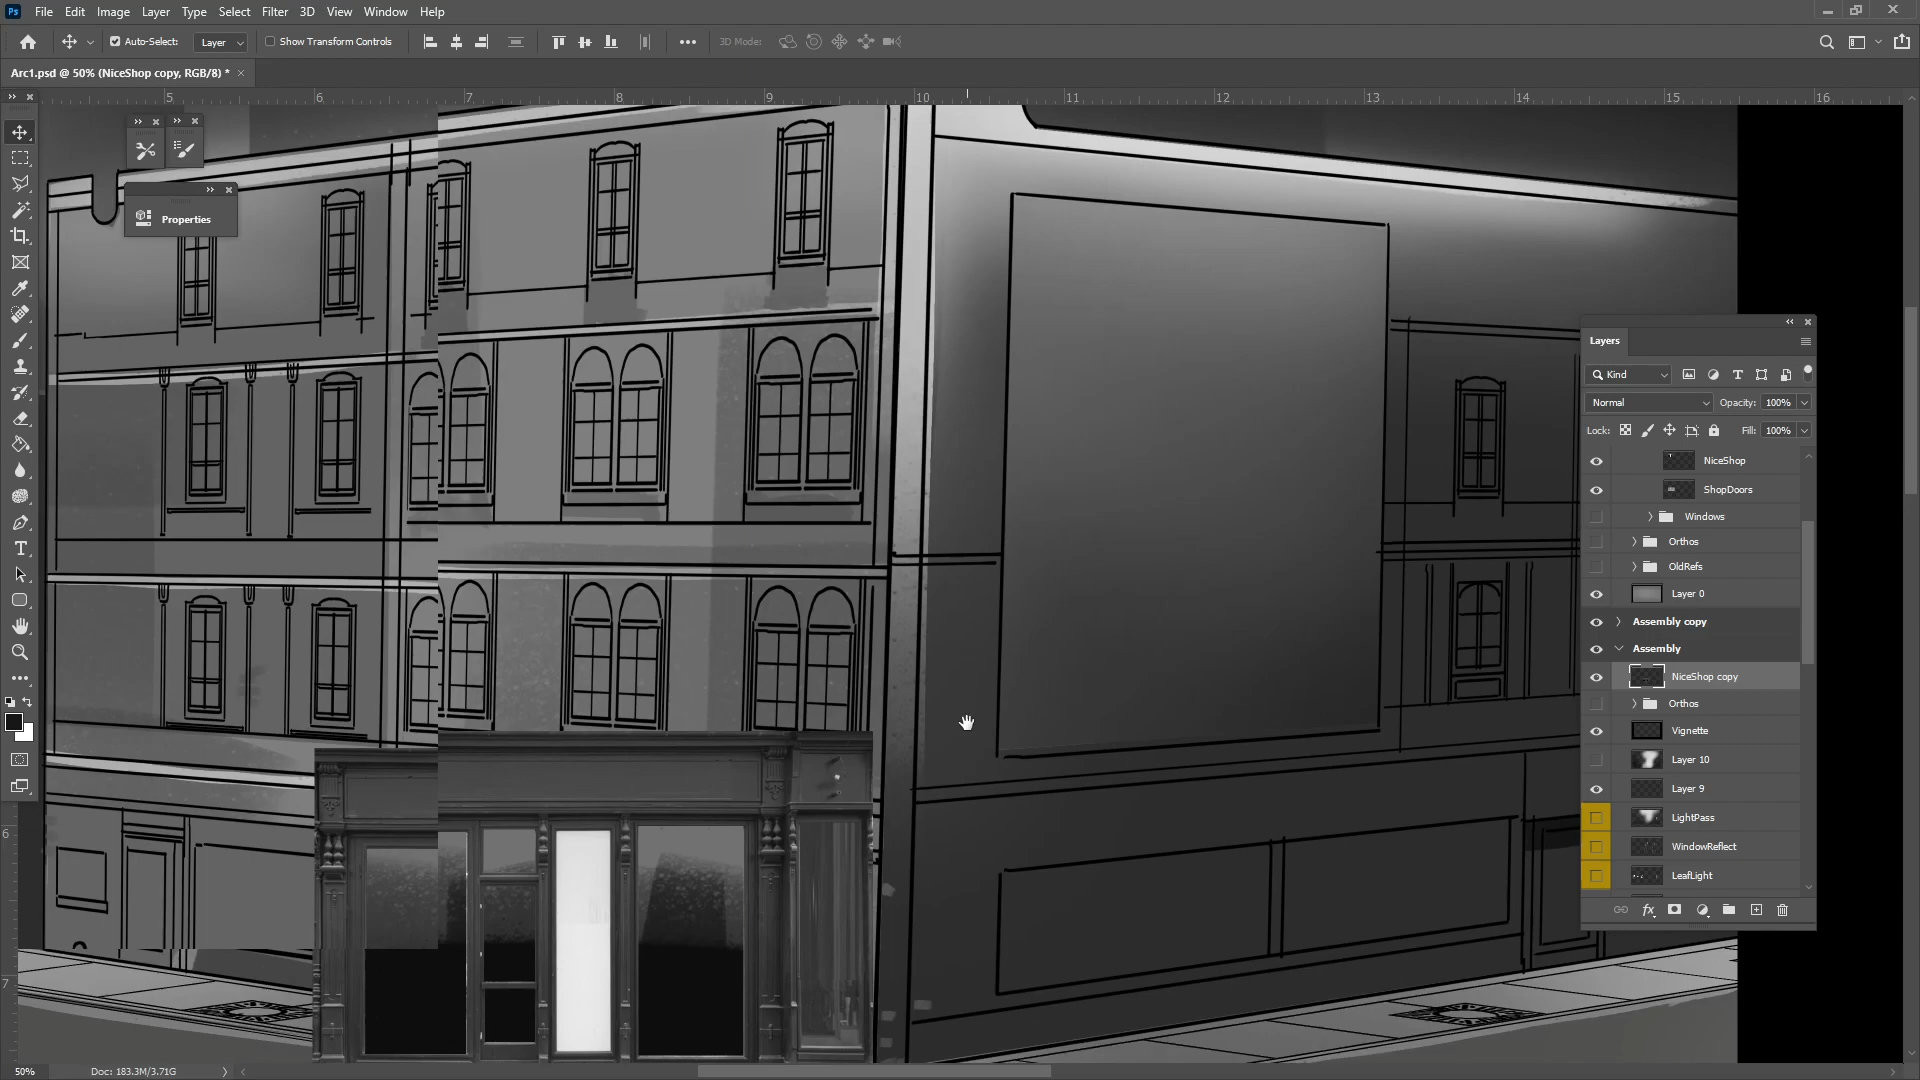 Ps File Edit Image Layer Type Select Filter 3D View Window Help
Auto-Select: Layer Show Transform Controls 3D Mode:
Arc1.psd @ 50% (NiceShop copy, RGB/8) *
5 6 7 8 9 10 11 12 13 14 15 16
Properties
Layers
Kind
Normal Opacity: 100%
Lock: Fill: 100%
NiceShop
ShopDoors
Windows
Orthos
OldRefs
Layer 0
Assembly copy
Assembly
NiceShop copy
Orthos
Vignette
Layer 10
Layer 9
LightPass
WindowReflect
LeafLight
6
7
50% Doc: 183.3M/3.71G